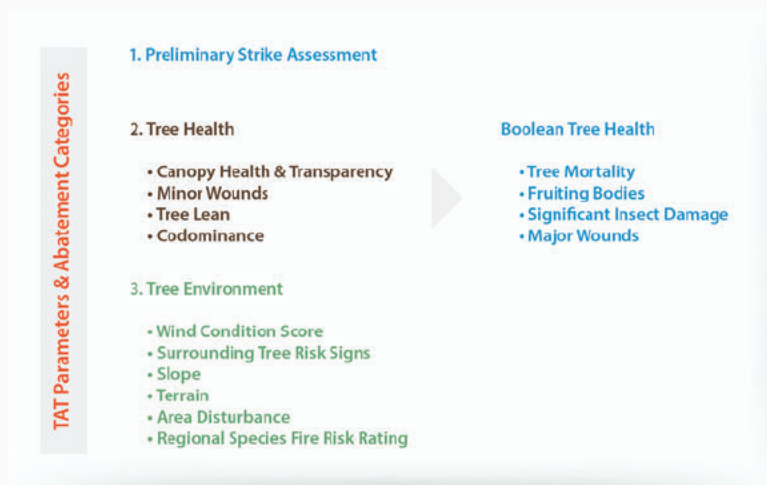 TAT Parameters & Abatement Categories
1. Preliminary Strike Assessment
2. Tree Health
• Canopy Health & Transparency
• Minor Wounds
• Tree Lean
• Codominance
Boolean Tree Health
• Tree Mortality
• Fruiting Bodies
• Significant Insect Damage
• Major Wounds
3. Tree Environment
• Wind Condition Score
• Surrounding Tree Risk Signs
• Slope
• Terrain
• Area Disturbance
• Regional Species Fire Risk Rating